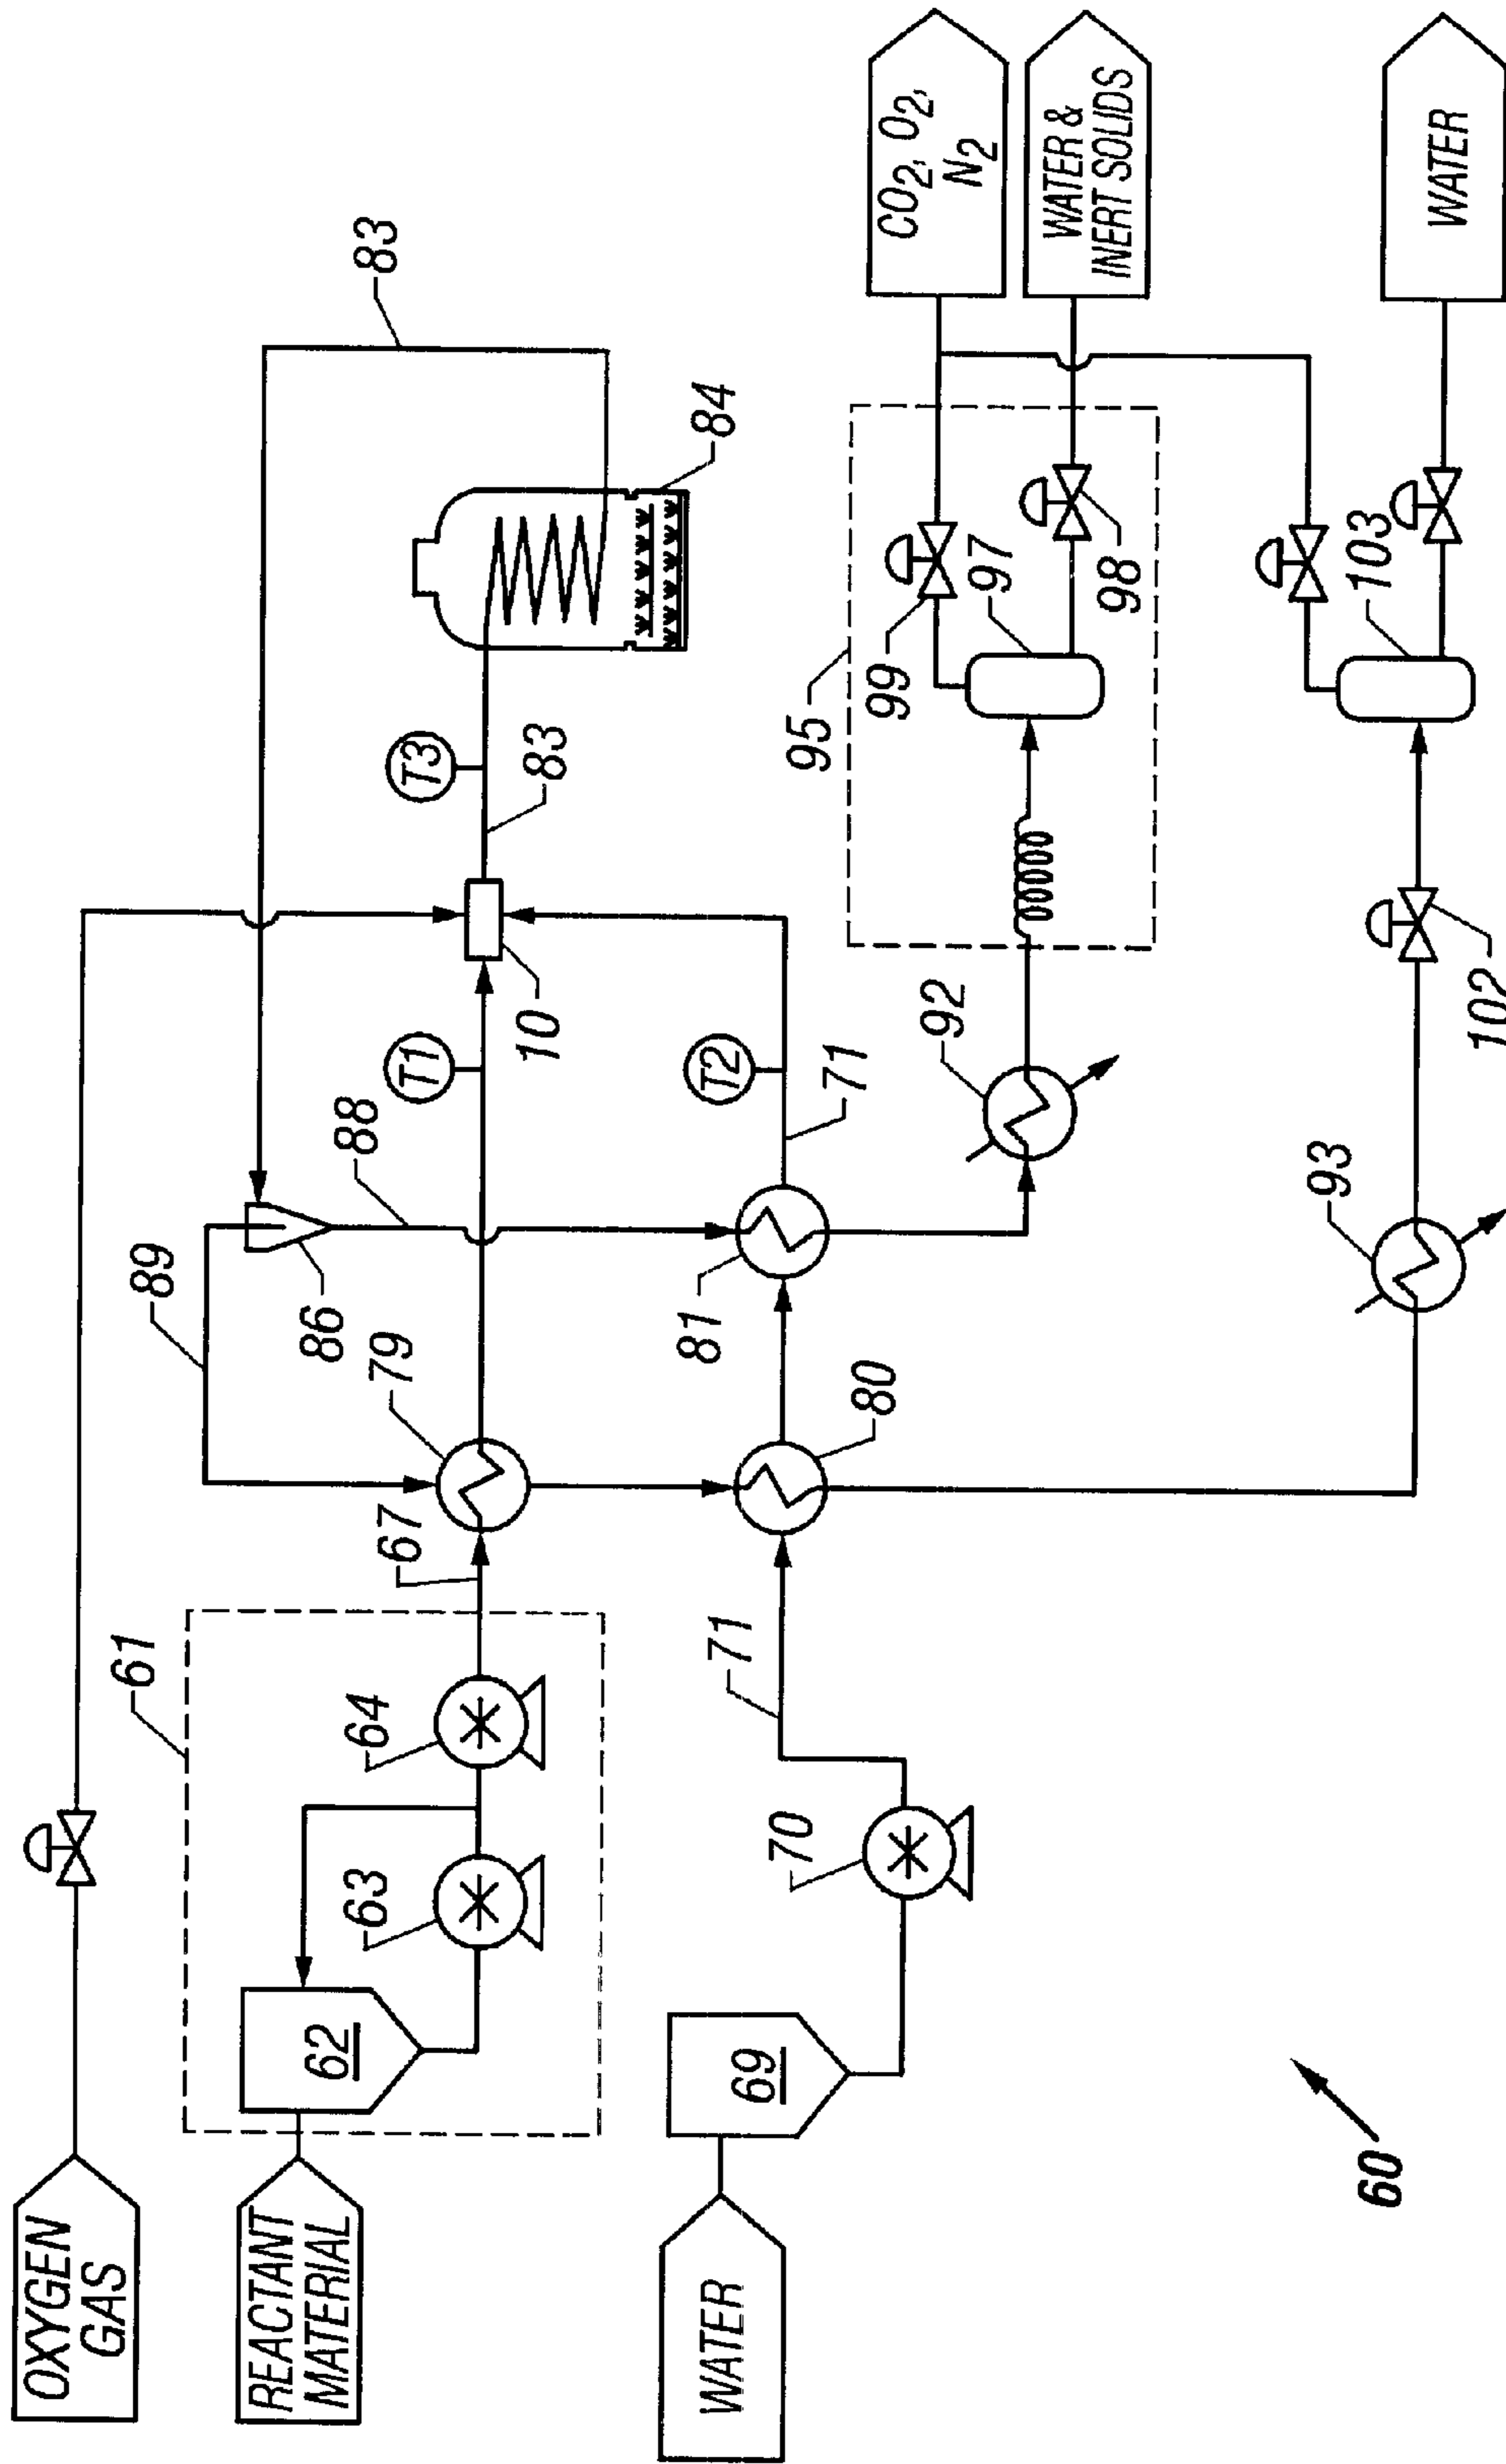 OXYGEN
GAS
REACTANT
MATERIAL
WATER
61
62
63
64
67
69
70
71
79
89
86
88
80
81
71
T1
T2
10
T3
83
83
84
92
93
95
97
98
99
102
103
CO2, O2,
N2
WATER &
INERT SOLIDS
WATER
60